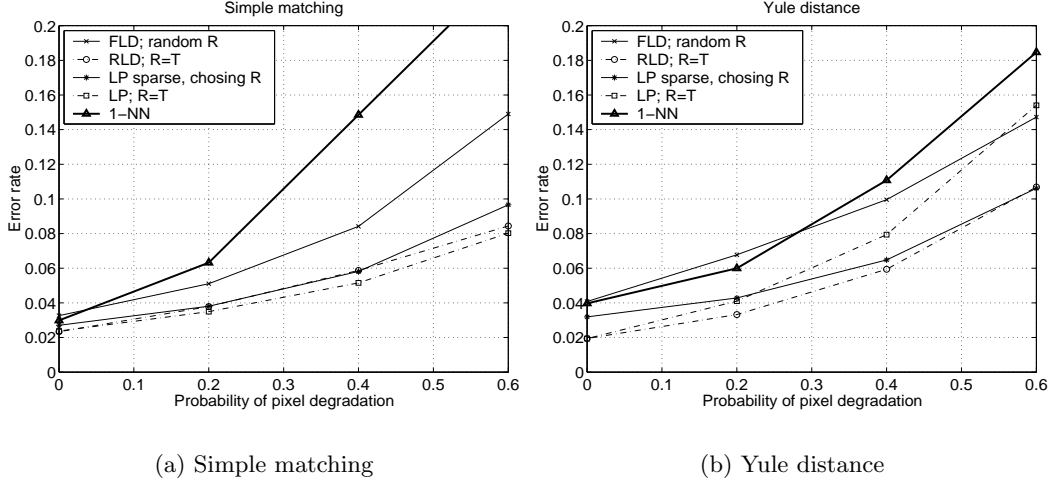 Simple matching
0.2
0.18
0.16
0.14
0.12
0.1
0.08
0.06
0.04
0.02
0
Error rate
FLD; random R
RLD; R=T
LP sparse, chosing R
LP; R=T
1−NN
0 0.1 0.2 0.3 0.4 0.5 0.6
Probability of pixel degradation
(a) Simple matching
Yule distance
0.2
0.18
0.16
0.14
0.12
0.1
0.08
0.06
0.04
0.02
0
Error rate
FLD; random R
RLD; R=T
LP sparse, chosing R
LP; R=T
1−NN
0 0.1 0.2 0.3 0.4 0.5 0.6
Probability of pixel degradation
(b) Yule distance